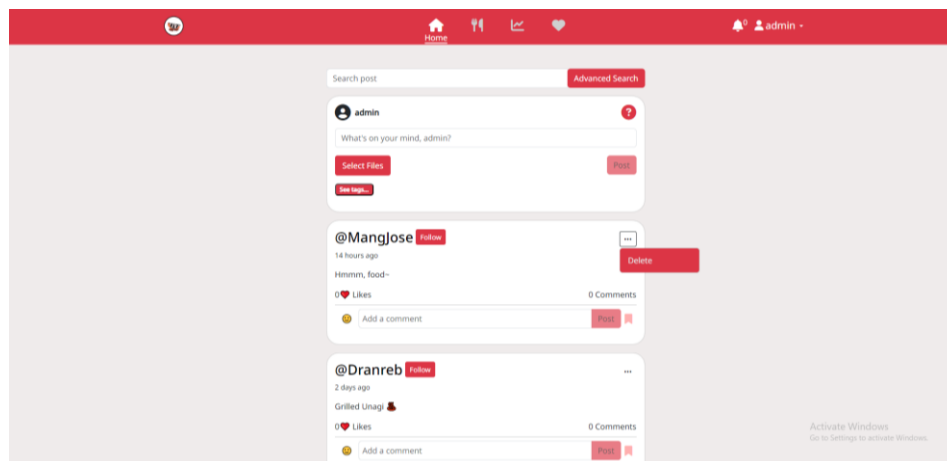 0 admin
Home
Search post Advanced Search
admin ?
What's on your mind, admin?
Select Files Post
See tags...
@MangJose Follow ...
14 hours ago Delete
Hmmm, food~
0 Likes 0 Comments
Add a comment Post
@Dranreb Follow ...
2 days ago
Grilled Unagi
0 Likes 0 Comments
Add a comment Post
Activate Windows
Go to Settings to activate Windows.